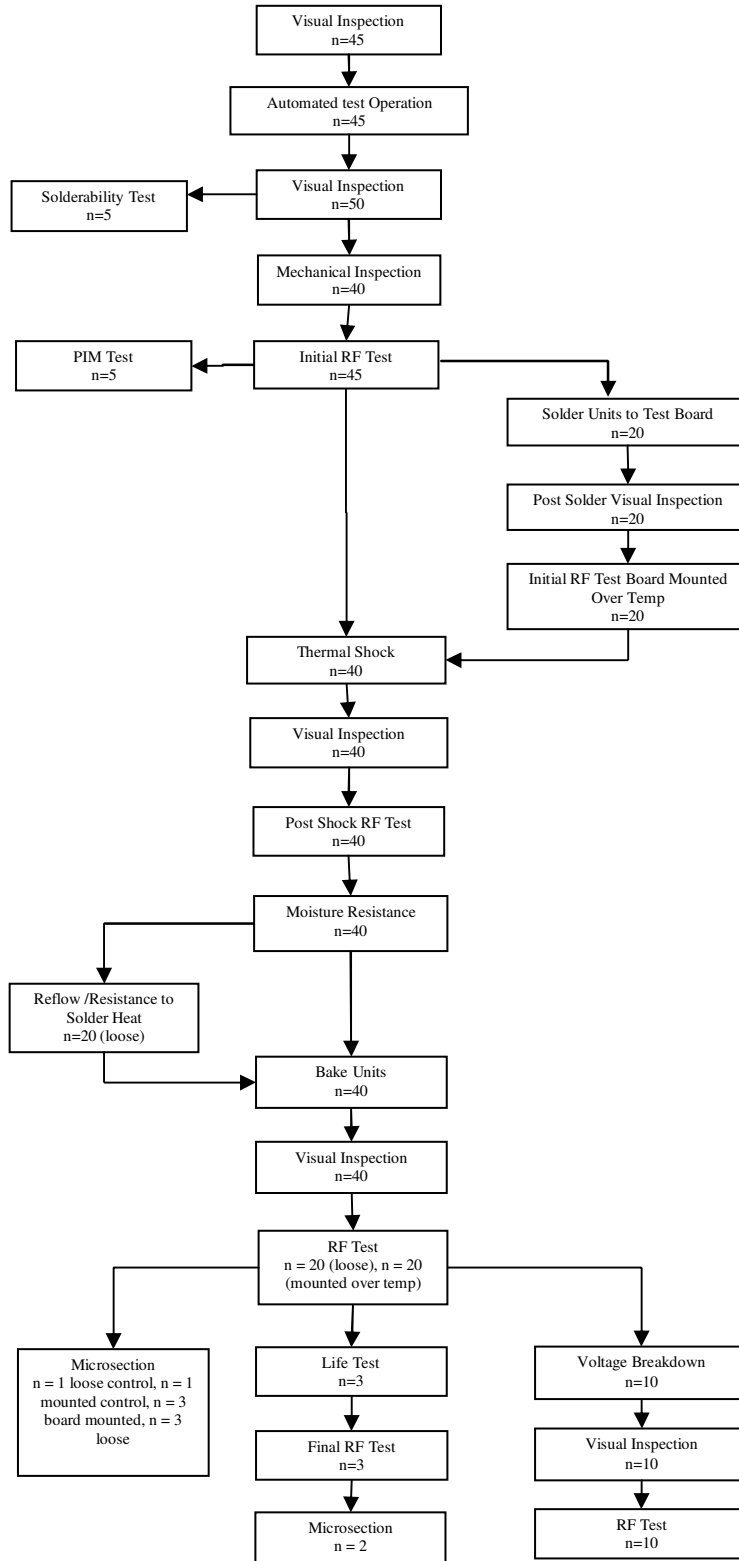 Visual Inspection
n=45
Automated test Operation
n=45
Visual Inspection
n=50
Solderability Test
n=5
Mechanical Inspection
n=40
Initial RF Test
n=45
PIM Test
n=5
Solder Units to Test Board
n=20
Post Solder Visual Inspection
n=20
Initial RF Test Board Mounted
Over Temp
n=20
Thermal Shock
n=40
Visual Inspection
n=40
Post Shock RF Test
n=40
Moisture Resistance
n=40
Reflow /Resistance to
Solder Heat
n=20 (loose)
Bake Units
n=40
Visual Inspection
n=40
RF Test
n = 20 (loose), n = 20
(mounted over temp)
Microsection
n = 1 loose control, n = 1
mounted control, n = 3
board mounted, n = 3
loose
Life Test
n=3
Final RF Test
n=3
Microsection
n = 2
Voltage Breakdown
n=10
Visual Inspection
n=10
RF Test
n=10